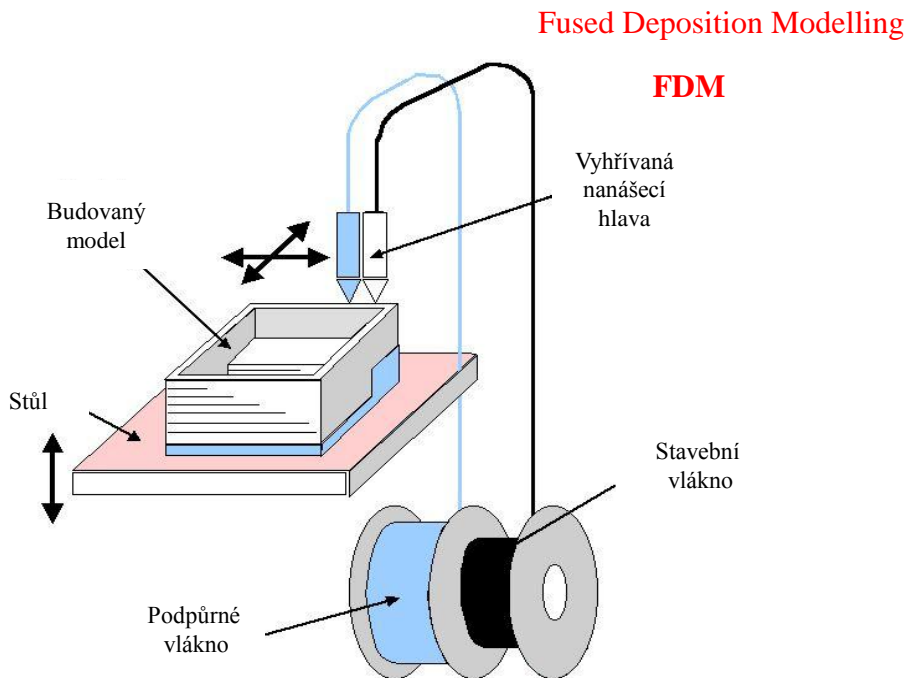 Fused Deposition Modelling
FDM
Vyhřívaná
nanášecí
hlava
Budovaný
model
Stůl
Stavební
vlákno
Podpůrné
vlákno